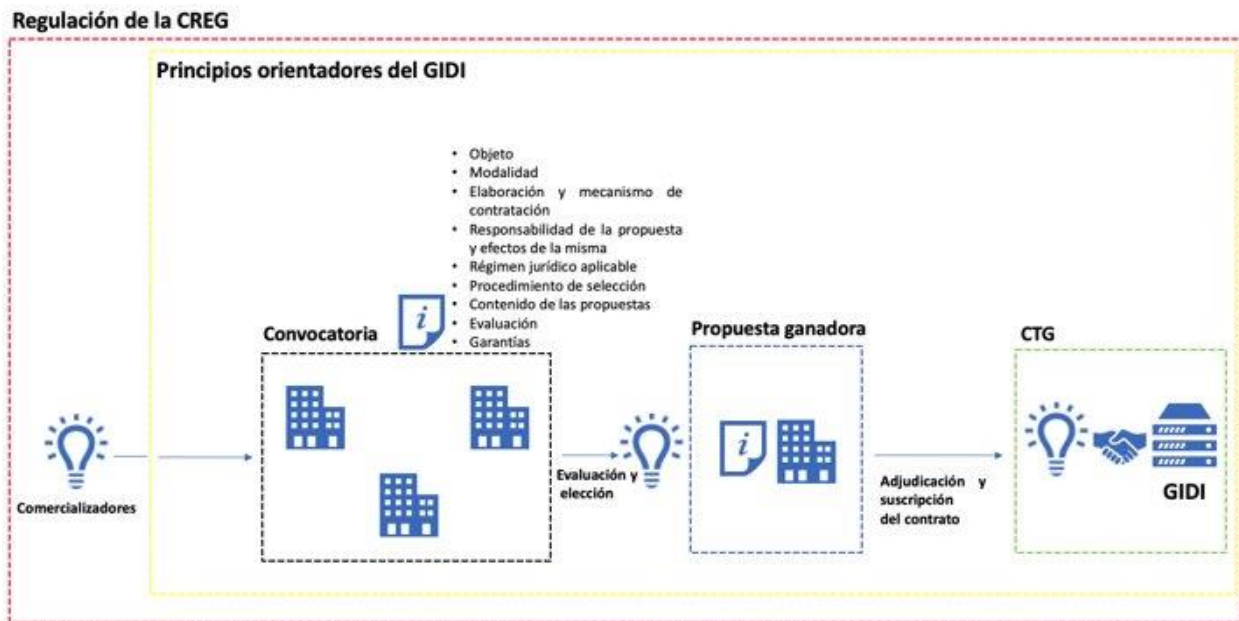 Regulación de la CREG
Principios orientadores del GIDI
• Objeto
• Modalidad
• Elaboración y mecanismo de
contratación
• Responsabilidad de la propuesta
y efectos de la misma
• Régimen jurídico aplicable
• Procedimiento de selección
• Contenido de las propuestas
• Evaluación
• Garantías
i
Convocatoria
Propuesta ganadora
CTG
i
Comercializadores
Evaluación y
elección
Adjudicación y
suscripción
del contrato
GIDI